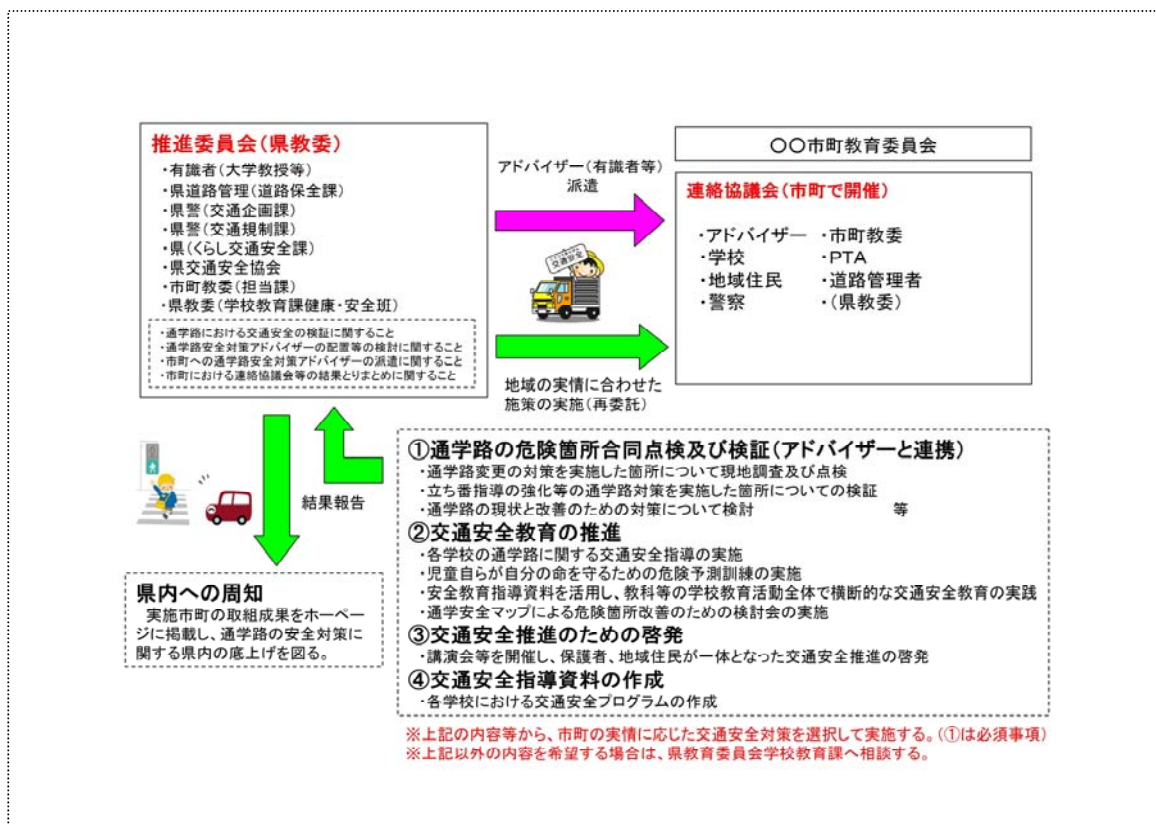 推進委員会(県教委)
・有識者(大学教授等)
・県道路管理(道路保全課)
・県警(交通企画課)
・県警(交通規制課)
・県(くらし交通安全課)
・県交通安全協会
・市町教委(担当課)
・県教委(学校教育課健康・安全班)
・通学路における交通安全の検証に関すること
・通学路安全対策アドバイザーの配置等の検討に関すること
・市町への通学路安全対策アドバイザーの派遣に関すること
・市町における連絡協議会等の結果とりまとめに関すること
アドバイザー(有識者等)
派遣
交通安全
地域の実情に合わせた
施策の実施(再委託)
〇〇市町教育委員会
連絡協議会(市町で開催)
・アドバイザー ・市町教委
・学校 ・PTA
・地域住民 ・道路管理者
・警察 ・(県教委)
結果報告
県内への周知
実施市町の取組成果をホーペー
ジに掲載し、通学路の安全対策に
関する県内の底上げを図る。
①通学路の危険箇所合同点検及び検証(アドバイザーと連携)
・通学路変更の対策を実施した箇所について現地調査及び点検
・立ち番指導の強化等の通学路対策を実施した箇所についての検証
・通学路の現状と改善のための対策について検討 等
②交通安全教育の推進
・各学校の通学路に関する交通安全指導の実施
・児童自らが自分の命を守るための危険予測訓練の実施
・安全教育指導資料を活用し、教科等の学校教育活動全体で横断的な交通安全教育の実践
・通学安全マップによる危険箇所改善のための検討会の実施
③交通安全推進のための啓発
・講演会等を開催し、保護者、地域住民が一体となった交通安全推進の啓発
④交通安全指導資料の作成
・各学校における交通安全プログラムの作成
※上記の内容等から、市町の実情に応じた交通安全対策を選択して実施する。(①は必須事項)
※上記以外の内容を希望する場合は、県教育委員会学校教育課へ相談する。